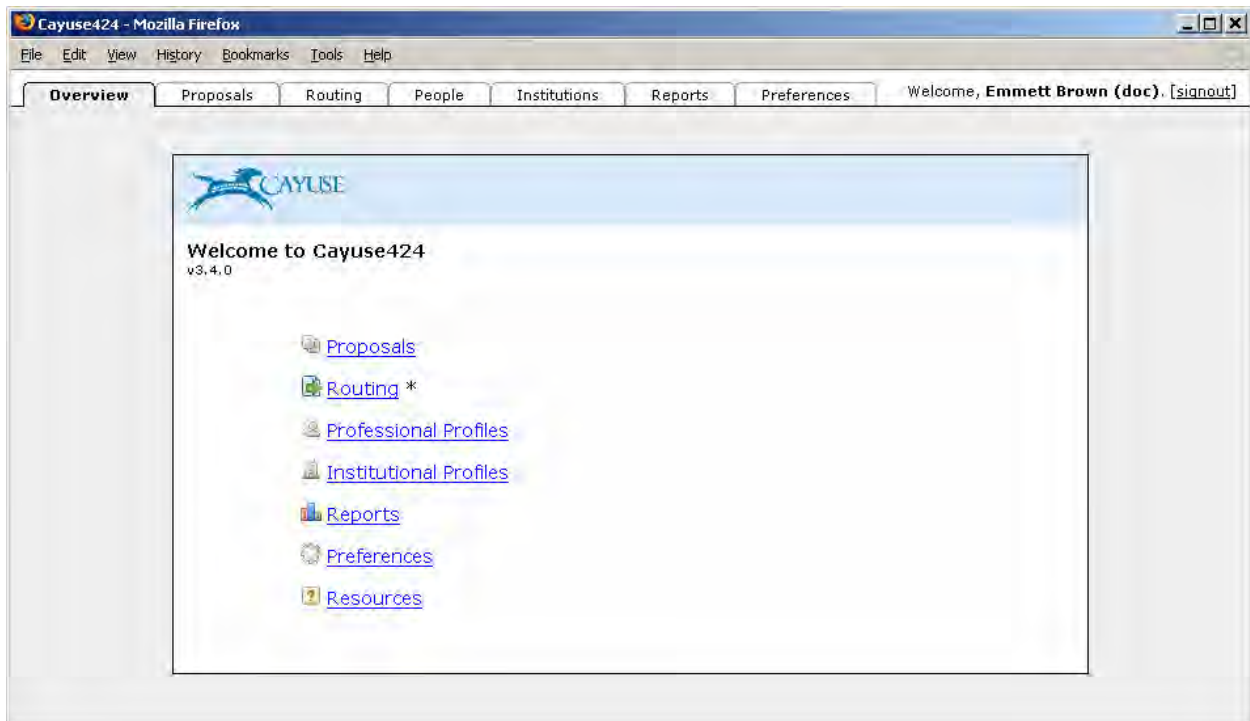 Cayuse424 - Mozilla Firefox
File Edit View History Bookmarks Tools Help
Overview Proposals Routing People Institutions Reports Preferences Welcome, Emmett Brown (doc). [signout]
CAYUSE
Welcome to Cayuse424
v3.4.0
Proposals
Routing *
Professional Profiles
Institutional Profiles
Reports
Preferences
? Resources